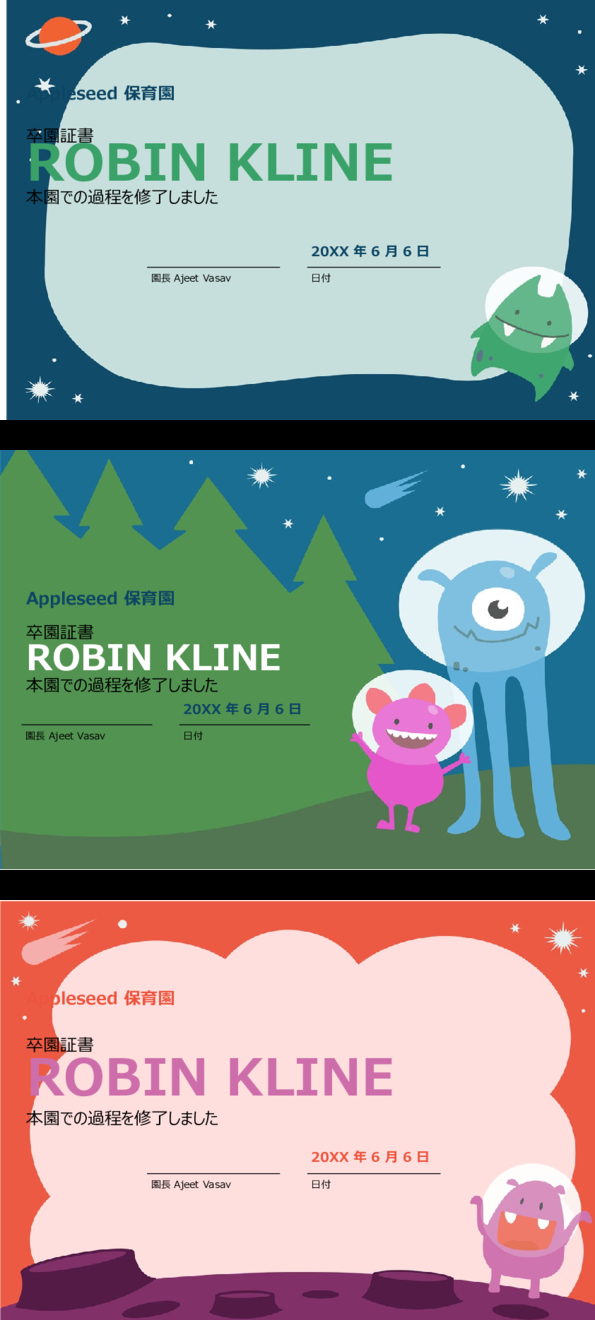 Appleseed 保育園
卒園証書
ROBIN KLINE
本園での過程を修了しました
20XX 年 6 月 6 日
園長 Ajeet Vasav
日付
Appleseed 保育園
卒園証書
ROBIN KLINE
本園での過程を修了しました
20XX 年 6 月 6 日
園長 Ajeet Vasav
日付
Appleseed 保育園
卒園証書
ROBIN KLINE
本園での過程を修了しました
20XX 年 6 月 6 日
園長 Ajeet Vasav
日付